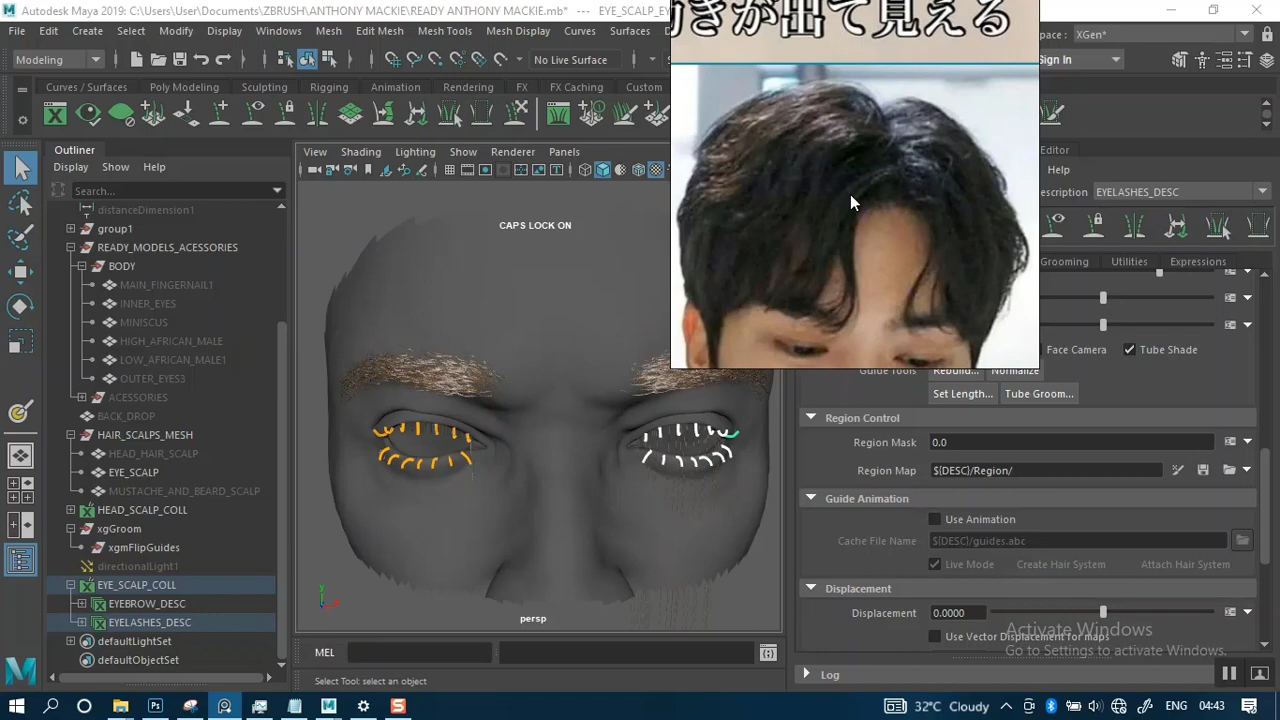 Autodesk Maya 2019: C:\Users\User\Videos\ZBRUSH\ANTHONY MACKIE\READY ANTHONY MACKIE.mb* --- EYE_SCALP_EY
File Edit Create Select Modify Display Windows Mesh Edit Mesh Mesh Tools Mesh Display Curves Surfaces
きが出て見える
Space : XGen*
Modeling
No Live Surface
Sign In
Curves / Surfaces Poly Modeling Sculpting Rigging Animation Rendering FX FX Caching Custom
Outliner
Display Show Help
Search...
distanceDimension1
group1
READY_MODELS_ACESSORIES
BODY
MAIN_FINGERNAIL1
INNER_EYES
MINISCUS
HIGH_AFRICAN_MALE
LOW_AFRICAN_MALE1
OUTER_EYES3
ACESSORIES
BACK_DROP
HAIR_SCALPS_MESH
HEAD_HAIR_SCALP
EYE_SCALP
MUSTACHE_AND_BEARD_SCALP
HEAD_SCALP_COLL
xgGroom
xgmFlipGuides
directionalLight1
EYE_SCALP_COLL
EYEBROW_DESC
EYELASHES_DESC
defaultLightSet
defaultObjectSet
View Shading Lighting Show Renderer Panels
CAPS LOCK ON
persp
MEL
Select Tool: select an object
Editor
Help
escription EYELASHES_DESC
Grooming Utilities Expressions
Face Camera Tube Shade
Guide Tools Rebuild... Normalize
Set Length... Tube Groom...
Region Control
Region Mask 0.0
Region Map ${DESC}/Region/
Guide Animation
Use Animation
Cache File Name ${DESC}/guides.abc
Live Mode Create Hair System Attach Hair System
Displacement
Displacement 0.0000
Use Vector Displacement for maps
Activate Windows
Go to Settings to activate Windows.
Log
32°C Cloudy ENG 04:43